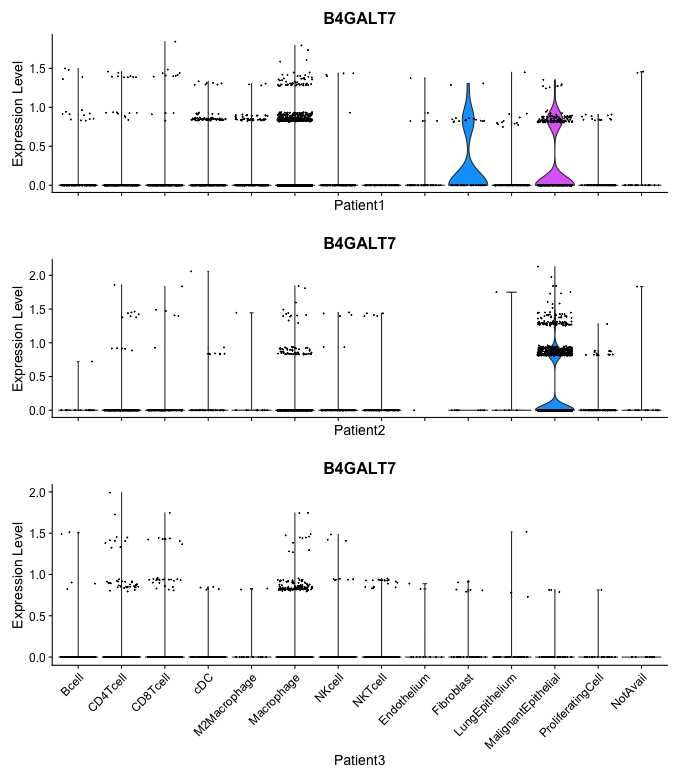 B4GALT7
Expression Level
1.5
1.0
0.5
0.0
Patient1
B4GALT7
Expression Level
2.0
1.5
1.0
0.5
0.0
Patient2
B4GALT7
Expression Level
2.0
1.5
1.0
0.5
0.0
Bcell
CD4Tcell
CD8Tcell
cDC
M2Macrophage
Macrophage
NKcell
NKTcell
Endothelium
Fibroblast
LungEpithelium
MalignantEpithelial
ProliferatingCell
NotAvail
Patient3